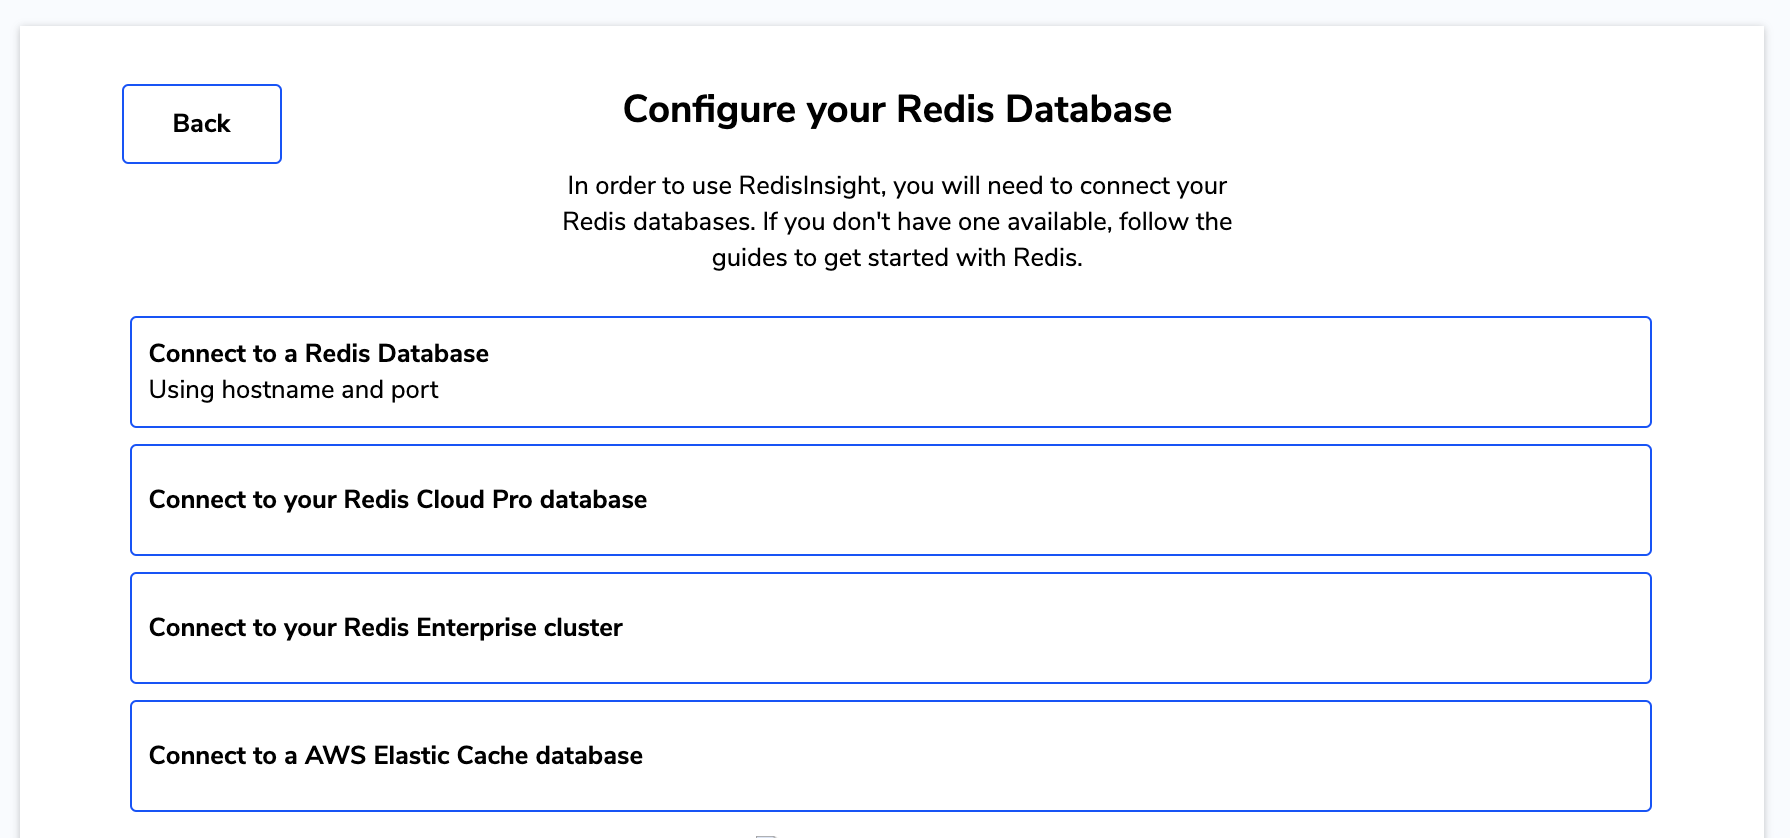 Back
Configure your Redis Database
In order to use RedisInsight, you will need to connect your
Redis databases. If you don't have one available, follow the
guides to get started with Redis.
Connect to a Redis Database
Using hostname and port
Connect to your Redis Cloud Pro database
Connect to your Redis Enterprise cluster
Connect to a AWS Elastic Cache database